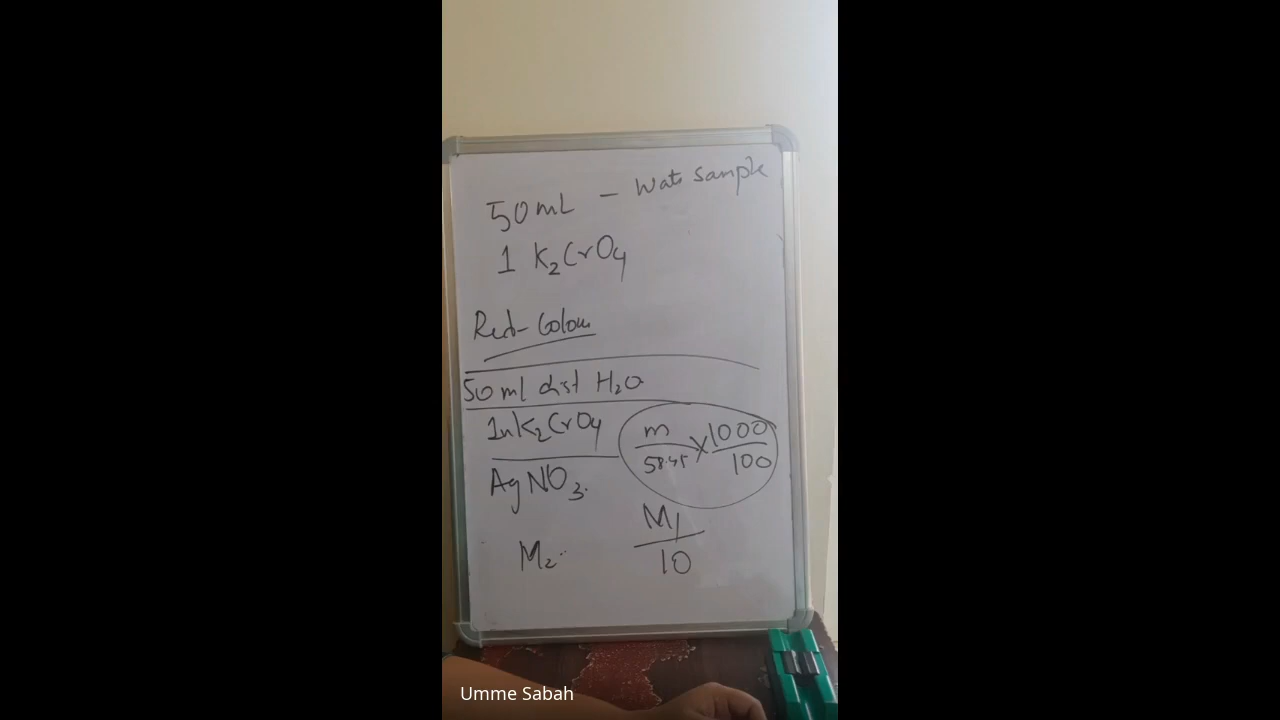 50 mL - Wat Sample
1 K2CrO4
Red-Colour
50 ml dist H2O
1n K2CrO4
m/58.45 X 1000/100
AgNO3.
M2.
M1/10
Umme Sabah